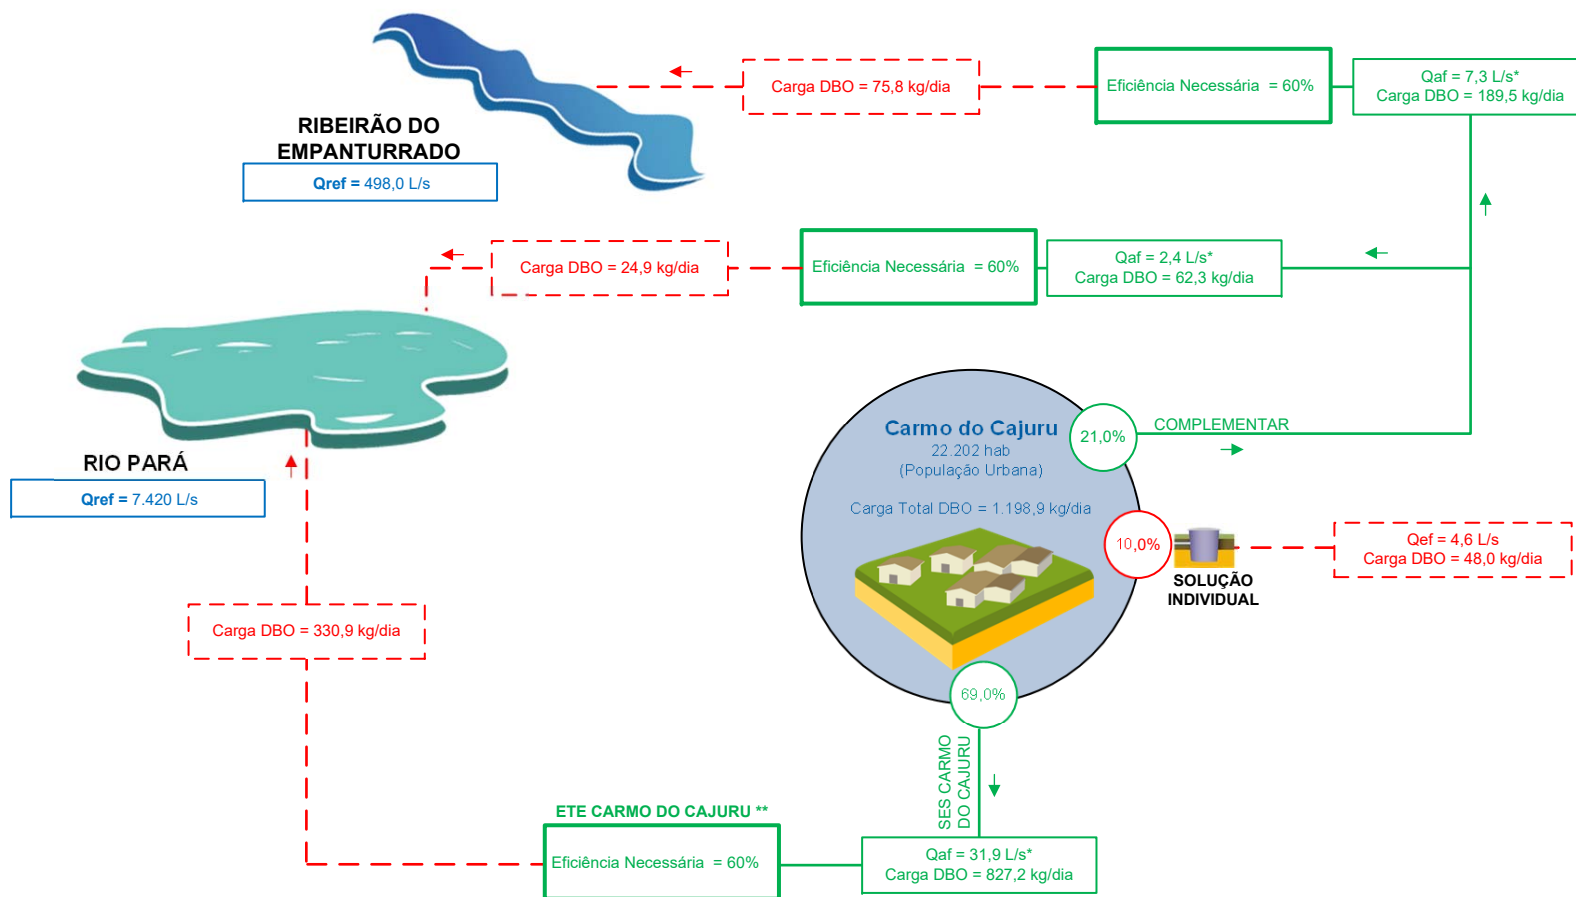 Carga DBO = 75,8 kg/dia
Eficiência Necessária = 60%
Qaf = 7,3 L/s*
Carga DBO = 189,5 kg/dia
RIBEIRÃO DO
EMPANTURRADO
Qref = 498,0 L/s
Carga DBO = 24,9 kg/dia
Eficiência Necessária = 60%
Qaf = 2,4 L/s*
Carga DBO = 62,3 kg/dia
RIO PARÁ
Qref = 7.420 L/s
Carmo do Cajuru
22.202 hab
(População Urbana)
Carga Total DBO = 1.198,9 kg/dia
21,0%
COMPLEMENTAR
10,0%
SOLUÇÃO
INDIVIDUAL
Qef = 4,6 L/s
Carga DBO = 48,0 kg/dia
69,0%
SES CARMO
DO CAJURU
Carga DBO = 330,9 kg/dia
ETE CARMO DO CAJURU **
Eficiência Necessária = 60%
Qaf = 31,9 L/s*
Carga DBO = 827,2 kg/dia